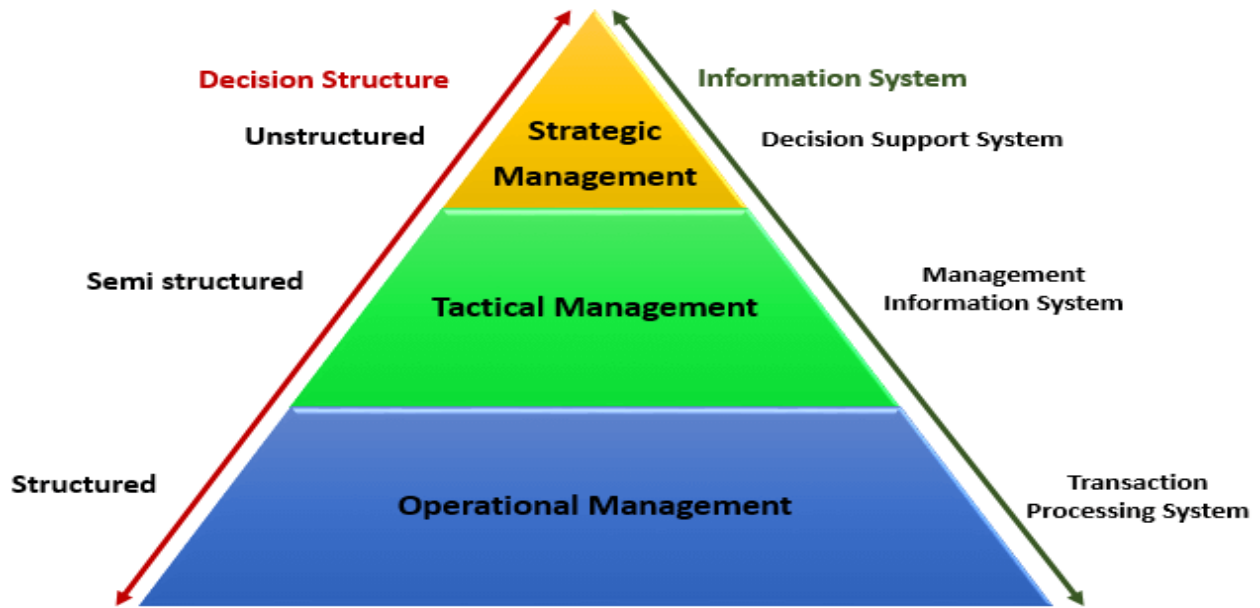 Decision Structure
Information System
Unstructured
Strategic
Management
Decision Support System
Semi structured
Tactical Management
Management
Information System
Structured
Operational Management
Transaction
Processing System